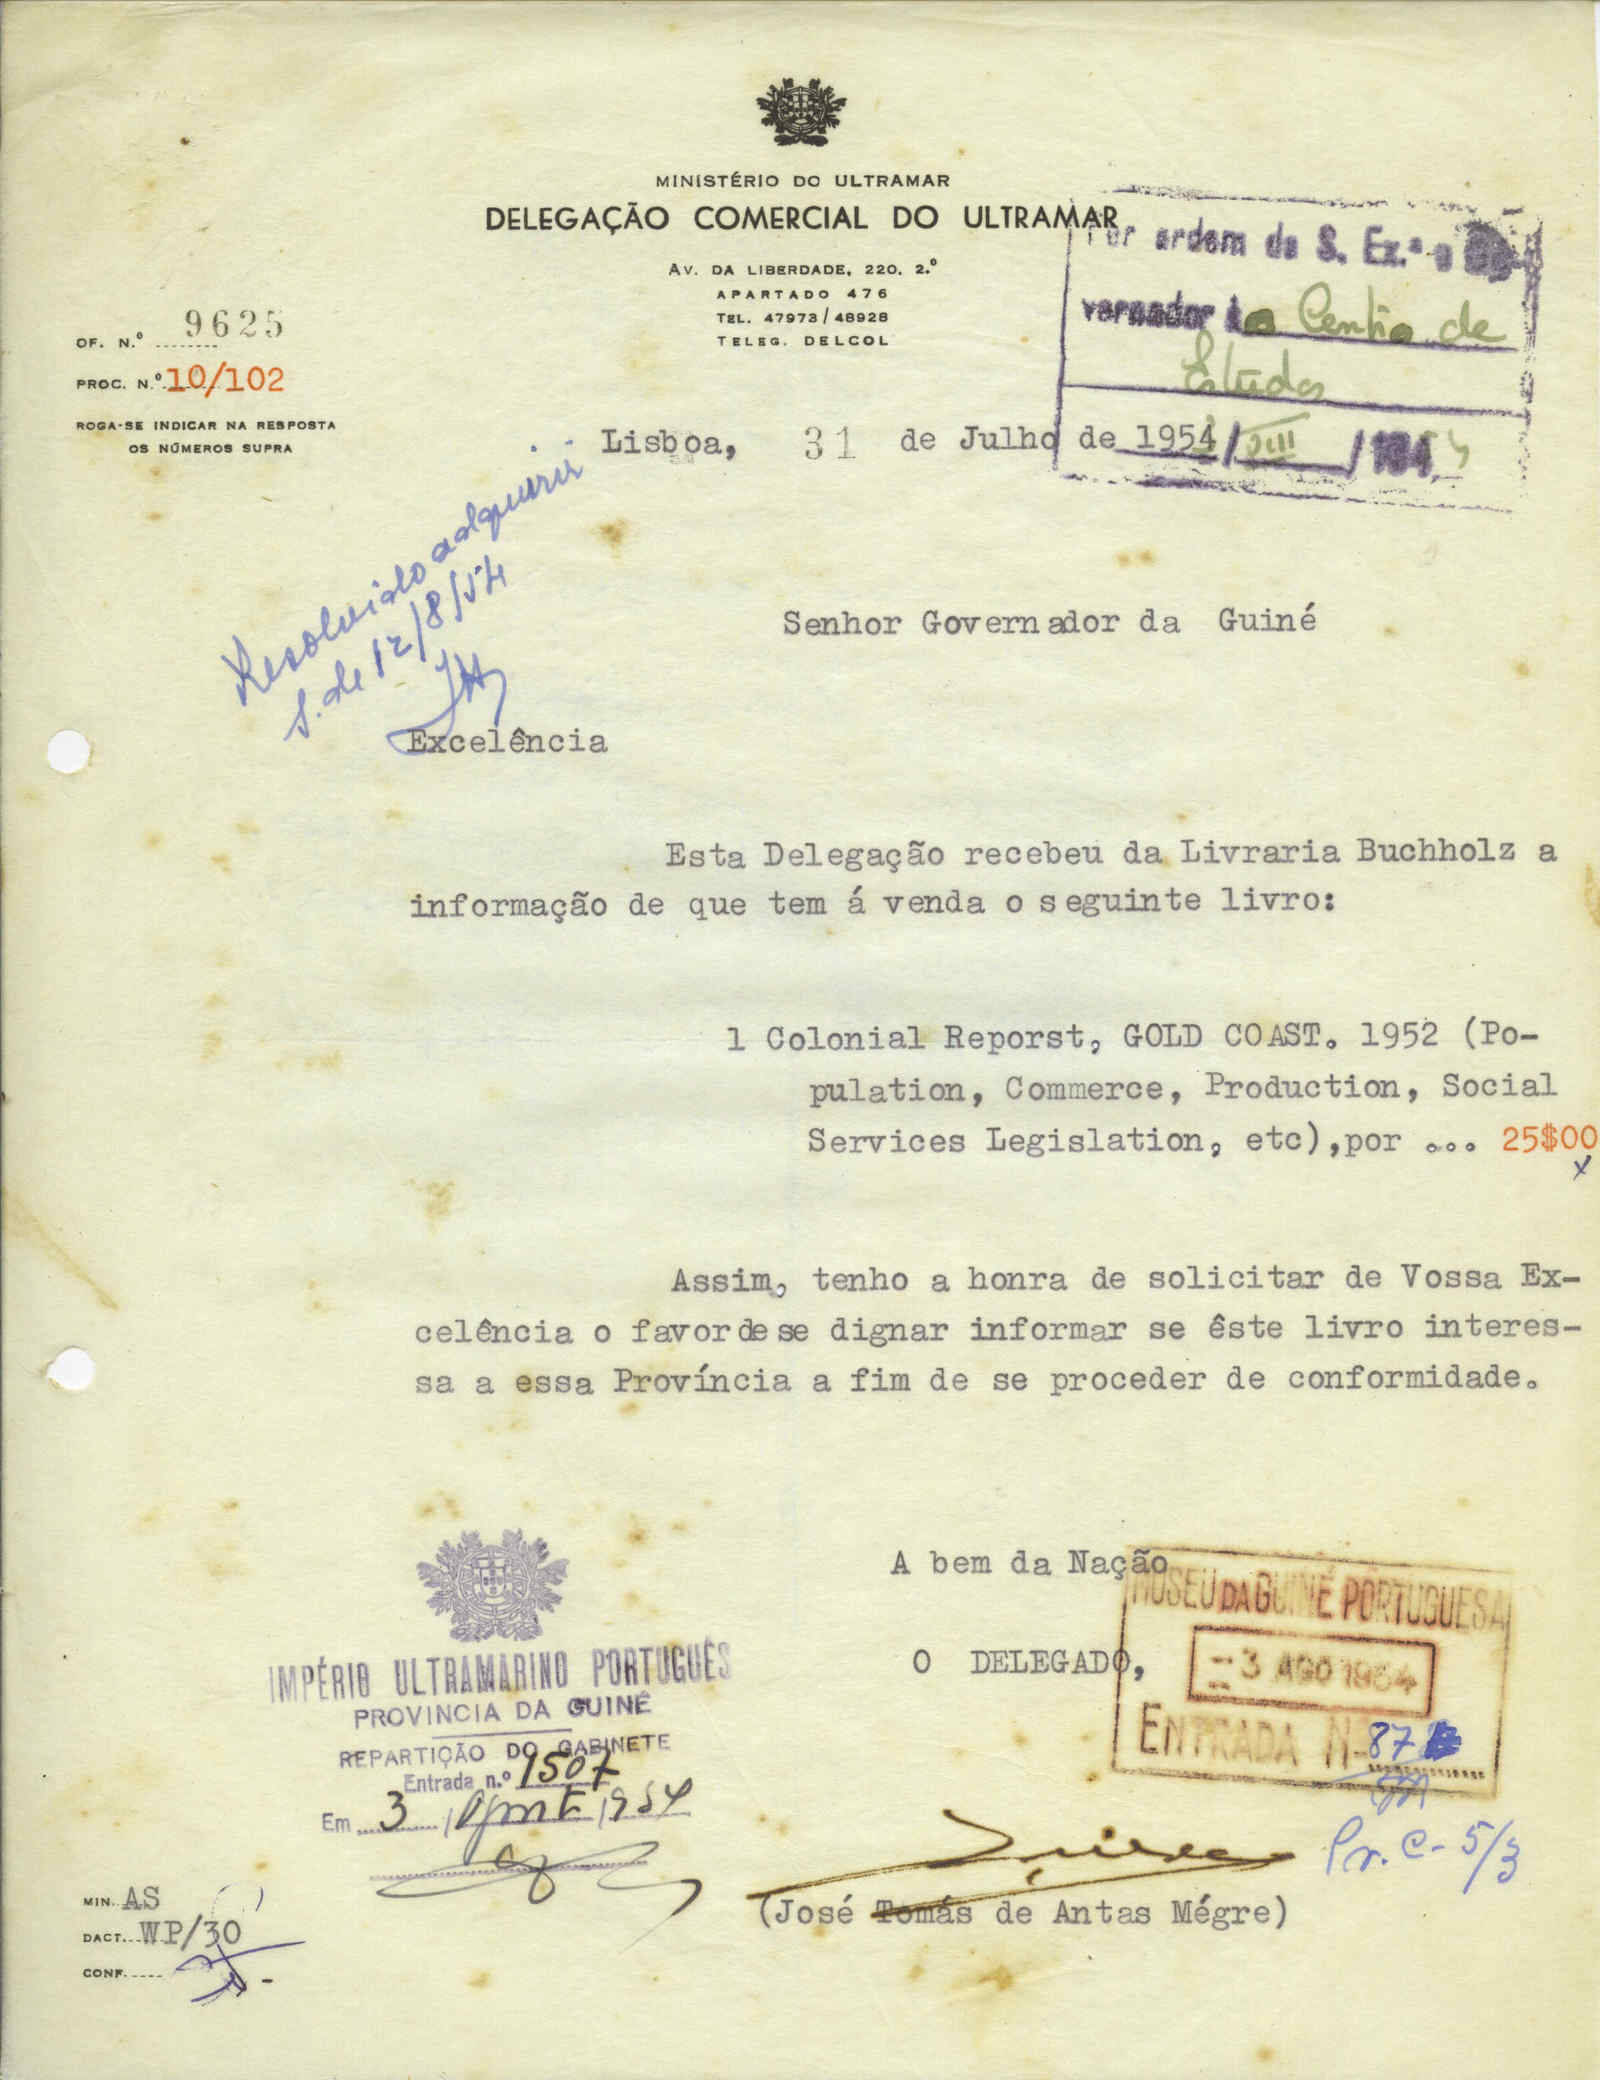 MINISTÉRIO DO ULTRAMAR
DELEGAÇÃO COMERCIAL DO ULTRAMAR
AV. DA LIBERDADE, 220, 2.º
APARTADO 476
TEL. 47973 / 48928
TELEG. DELCOL
OF. N.º 9625
PROC. N.º 10/102
ROGA-SE INDICAR NA RESPOSTA
OS NÚMEROS SUPRA
Por ordem de S. Ex.ª o
vernador ao Centro de
Estudos
Lisboa, 31 de Julho de 1954
/VIII/1954
Resolvido adquirir
S. de 12/8/54
Senhor Governador da Guiné
Excelência
Esta Delegação recebeu da Livraria Buchholz a
informação de que tem á venda o seguinte livro:
1 Colonial Reporst, GOLD COAST. 1952 (Po-
pulation, Commerce, Production, Social
Services Legislation, etc),por ... 25$00
x
Assim, tenho a honra de solicitar de Vossa Ex-
celência o favor de se dignar informar se êste livro interes-
sa a essa Província a fim de se proceder de conformidade.
A bem da Nação
O DELEGADO,
MUSEU DA GUINÉ PORTUGUESA
-3 AGO 1954
ENTRADA N- 87
Pr. C- 5/3
IMPÉRIO ULTRAMARINO PORTUGUÊS
PROVINCIA DA GUINÉ
REPARTIÇÃO DO GABINETE
Entrada n.º 1507
Em 3 / Agosto / 954
(José Tomás de Antas Mégre)
MIN. AS
DACT. WP/30
CONF.